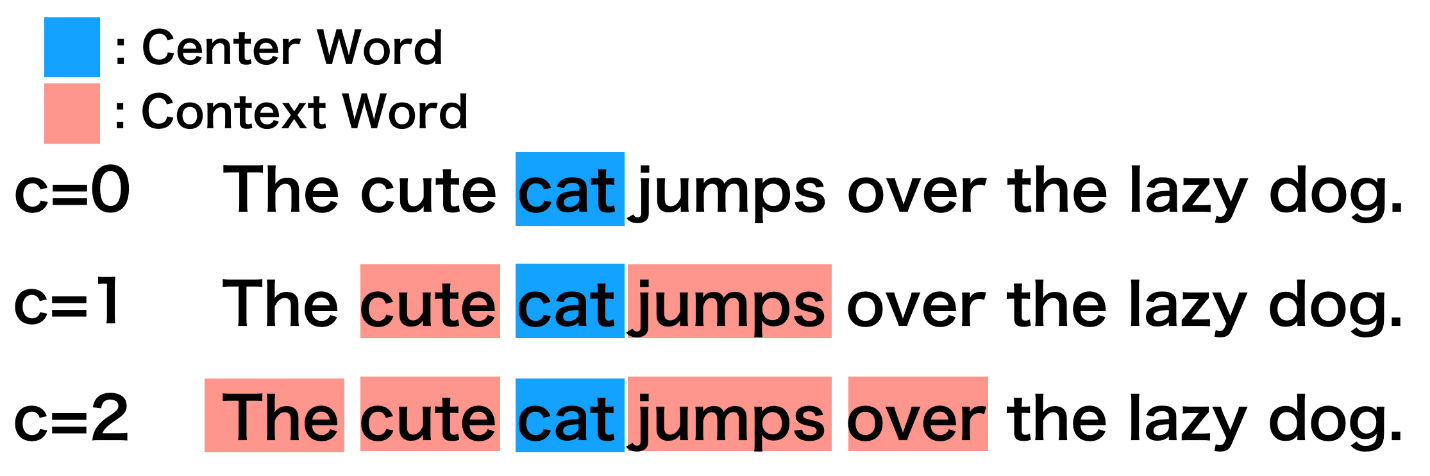 : Center Word
: Context Word
c=0 The cute cat jumps over the lazy dog.
c=1 The cute cat jumps over the lazy dog.
c=2 The cute cat jumps over the lazy dog.